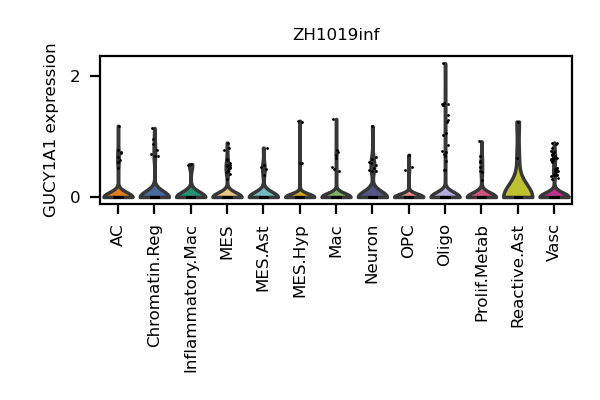 ZH1019inf
GUCY1A1 expression
2
0
AC
Chromatin.Reg
Inflammatory.Mac
MES
MES.Ast
MES.Hyp
Mac
Neuron
OPC
Oligo
Prolif.Metab
Reactive.Ast
Vasc